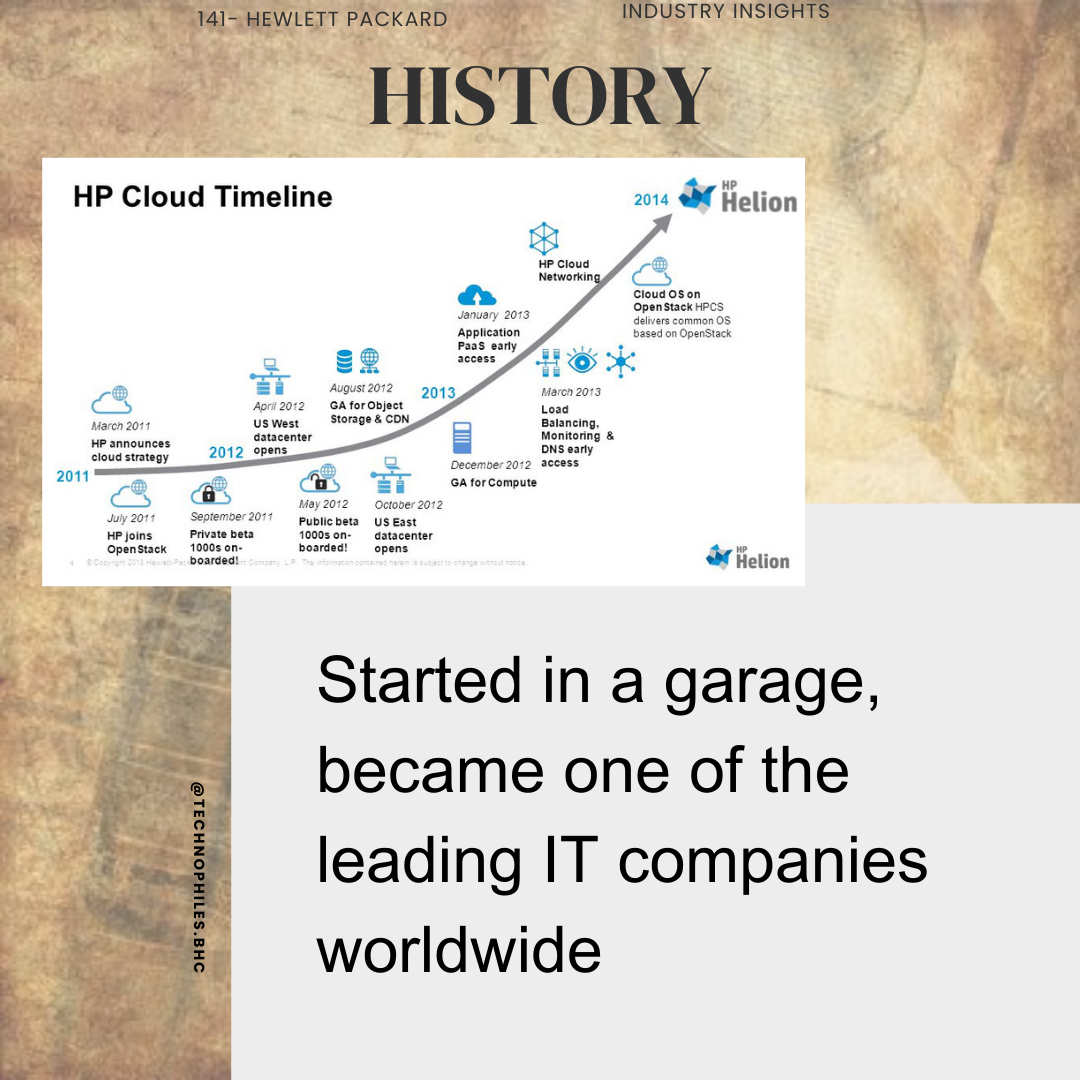 141- HEWLETT PACKARD
INDUSTRY INSIGHTS
HISTORY
HP Cloud Timeline
2014
HP
Helion
HP Cloud
Networking
Cloud OS on
OpenStack HPCS
delivers common OS
based on OpenStack
January 2013
Application
PaaS early
access
March 2013
Load
Balancing,
Monitoring &
DNS early
access
August 2012
GA for Object
Storage & CDN
2013
April 2012
US West
datacenter
opens
March 2011
HP announces
cloud strategy
2012
2011
December 2012
GA for Compute
July 2011
HP joins
OpenStack
September 2011
Private beta
1000s on-
boarded!
May 2012
Public beta
1000s on-
boarded!
October 2012
US East
datacenter
opens
4
© Copyright 2013 Hewlett-Pack Company, L.P. The information contained herein is subject to change without notice.
HP
Helion
Started in a garage,
became one of the
leading IT companies
worldwide
@TECHNOPHILES.BHC